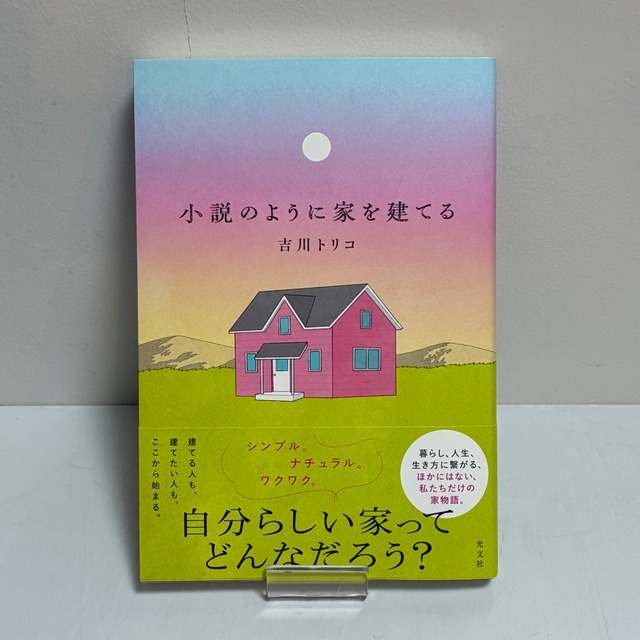 小説のように家を建てる
吉川トリコ
シンプル。
ナチュラル。
ワクワク。
建てる人も、
建てたい人も、
ここから始まる。
暮らし、人生、
生き方に繋がる、
ほかにはない、
私たちだけの
家物語。
自分らしい家って
どんなだろう?
光文社